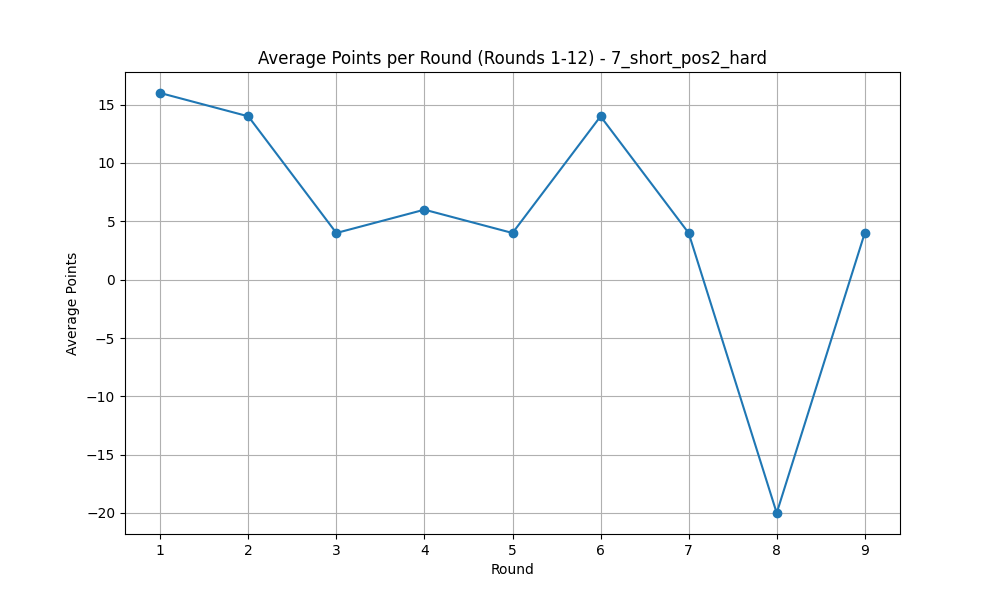 Average Points per Round (Rounds 1-12) - 7_short_pos2_hard
Average Points
15
10
5
0
−5
−10
−15
−20
1 2 3 4 5 6 7 8 9
Round